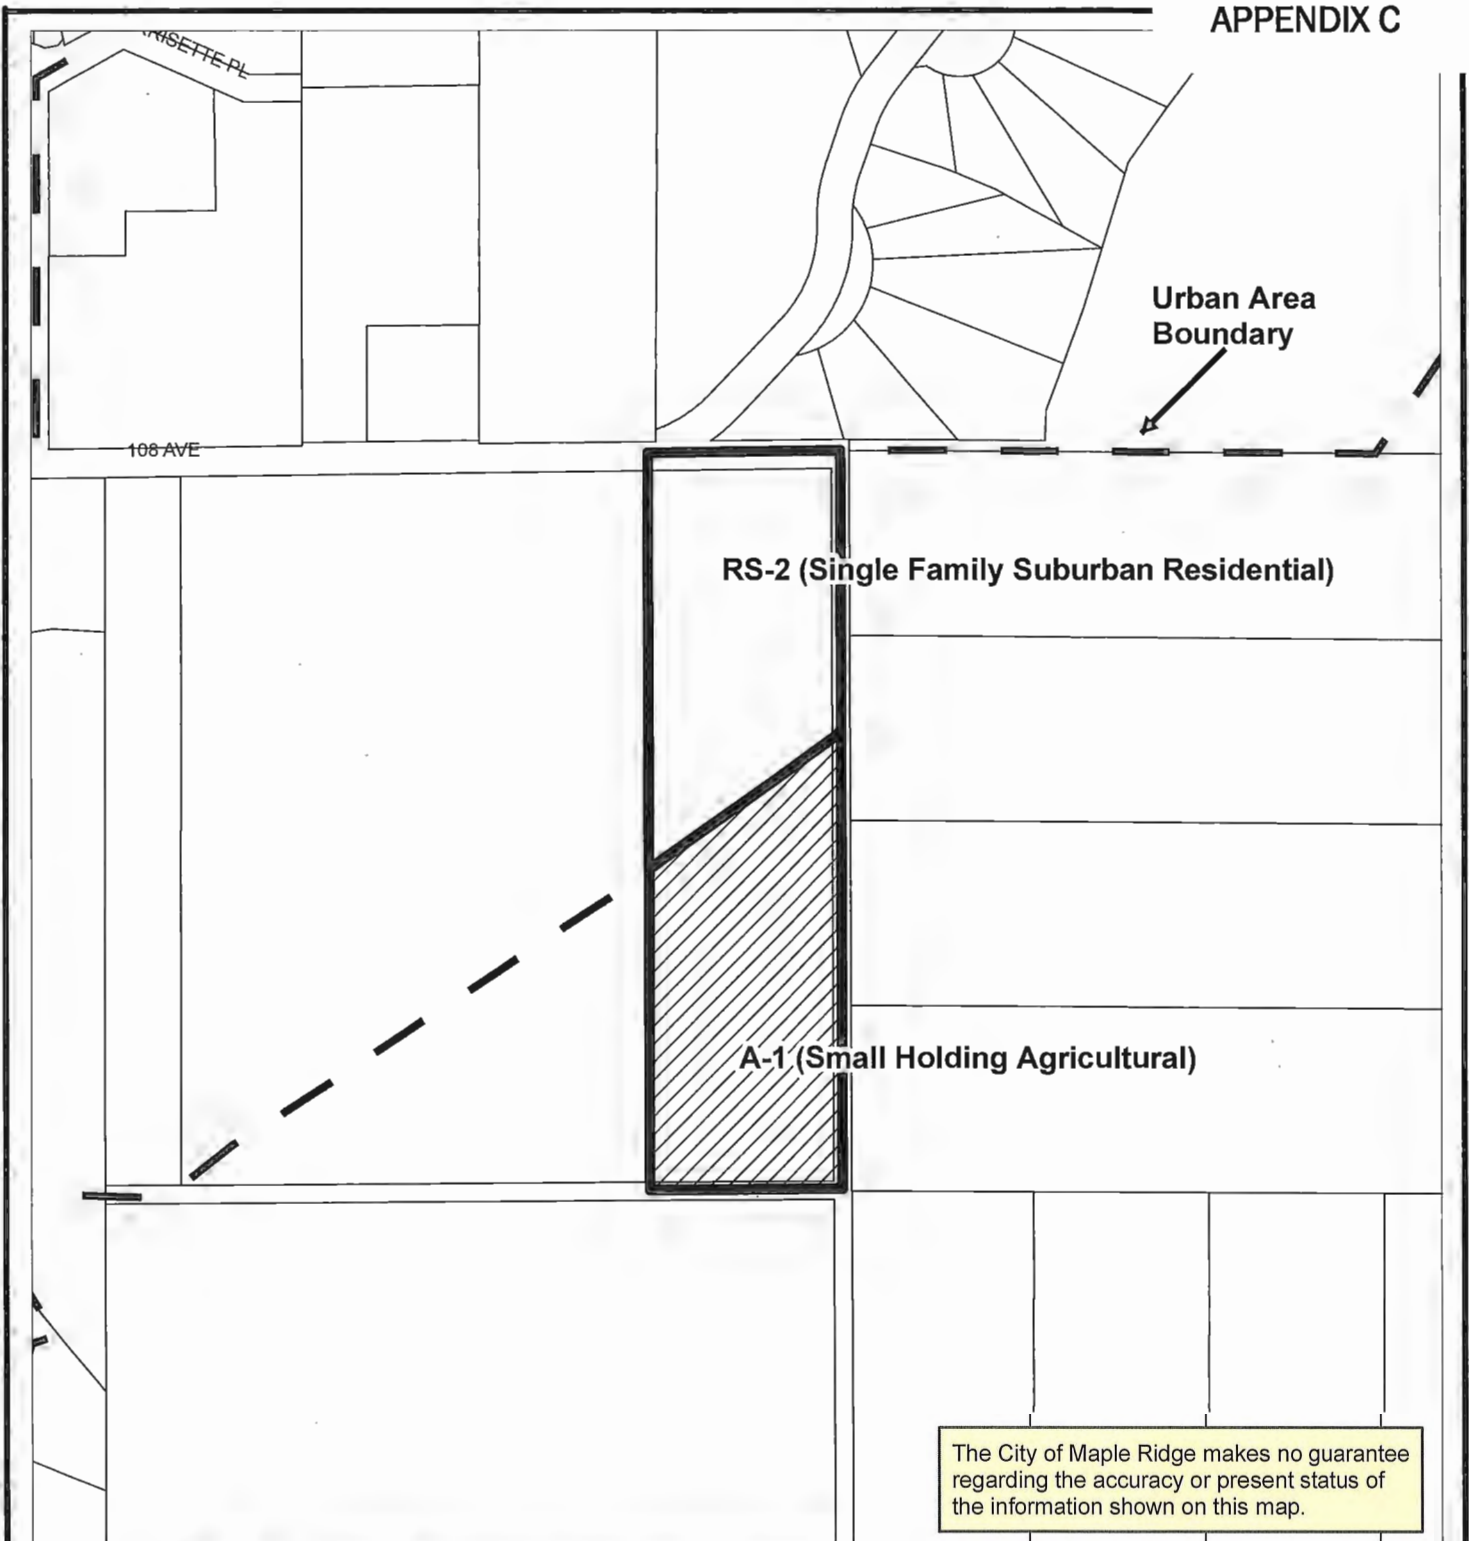 APPENDIX C
RISETTE PL
Urban Area
Boundary
108 AVE
RS-2 (Single Family Suburban Residential)
A-1 (Small Holding Agricultural)
The City of Maple Ridge makes no guarantee
regarding the accuracy or present status of
the information shown on this map.